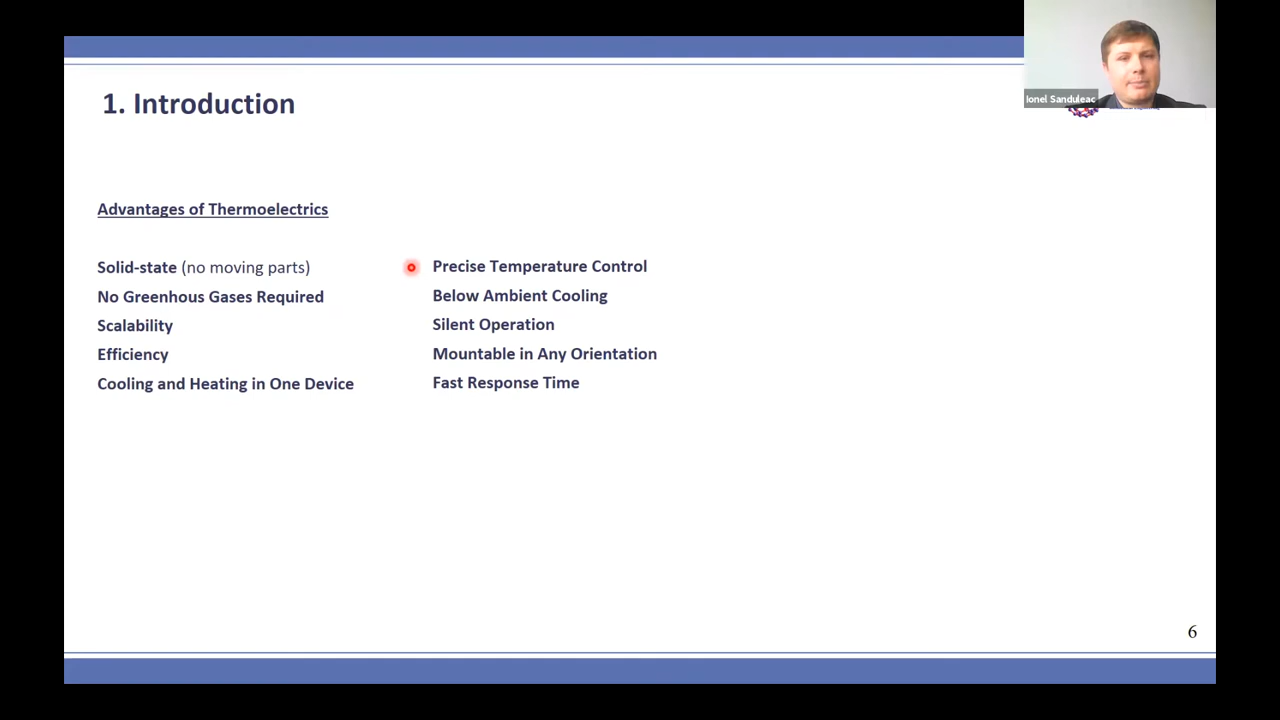 Ionel Sanduleac
1. Introduction
Advantages of Thermoelectrics
Solid-state (no moving parts)
No Greenhous Gases Required
Scalability
Efficiency
Cooling and Heating in One Device
Precise Temperature Control
Below Ambient Cooling
Silent Operation
Mountable in Any Orientation
Fast Response Time
6